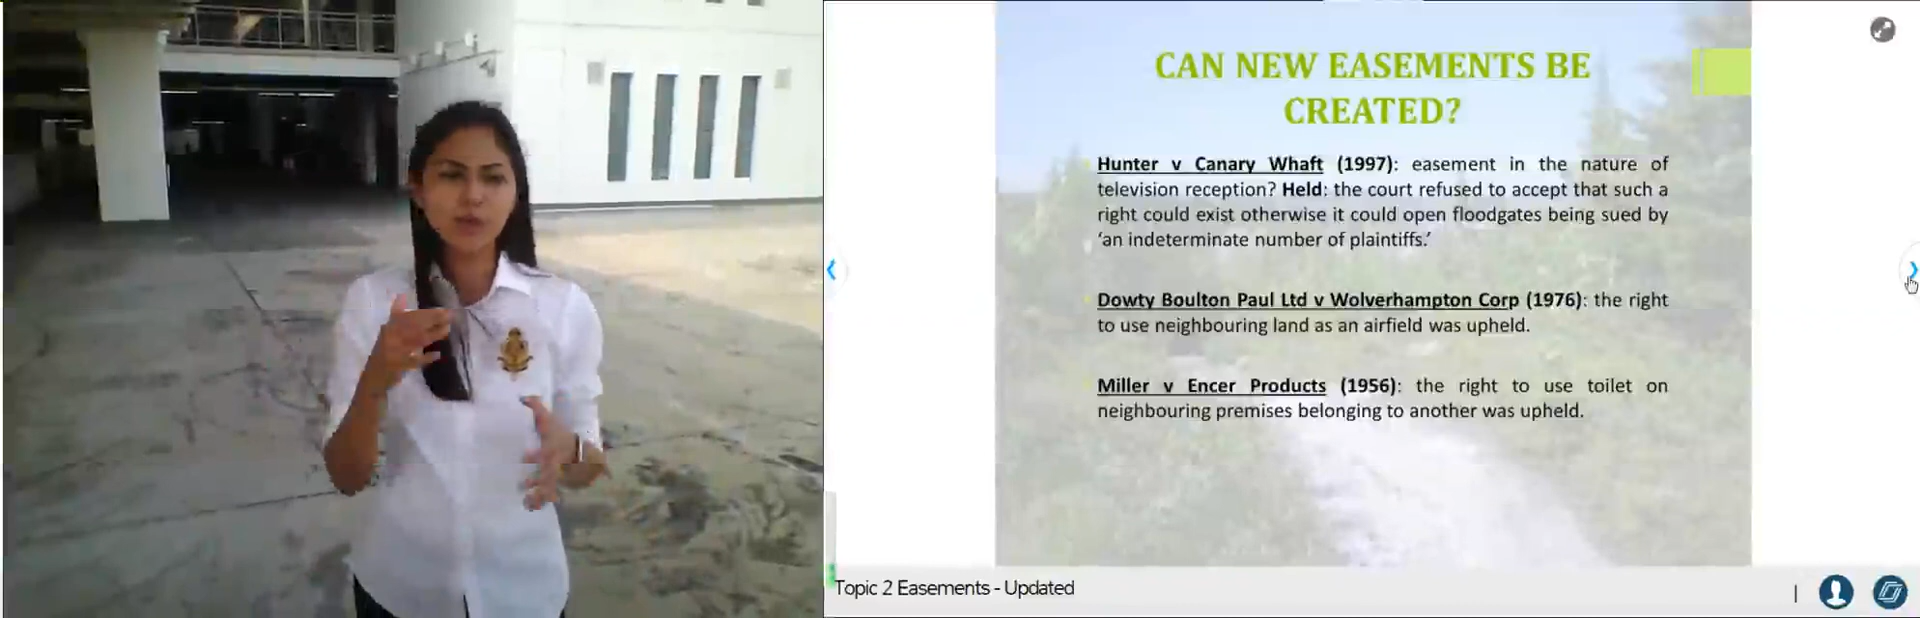 CAN NEW EASEMENTS BE
CREATED?
Hunter v Canary Whaft (1997): easement in the nature of
television reception? Held: the court refused to accept that such a
right could exist otherwise it could open floodgates being sued by
‘an indeterminate number of plaintiffs.’
Dowty Boulton Paul Ltd v Wolverhampton Corp (1976): the right
to use neighbouring land as an airfield was upheld.
Miller v Encer Products (1956): the right to use toilet on
neighbouring premises belonging to another was upheld.
Topic 2 Easements - Updated